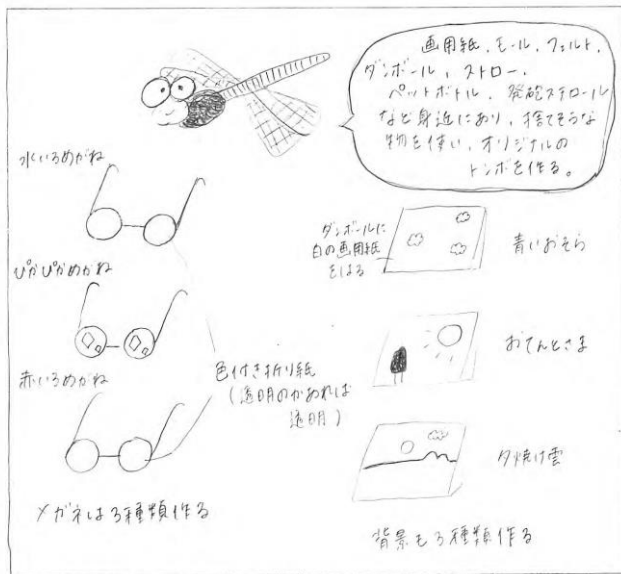 画用紙、モール、フェルト、
ダンボール、ストロー、
ペットボトル、発砲スチロール
など身近にあり、捨てそうな
物を使い、オリジナルの
トンボを作る。
水いろめがね
ぴかぴかめがね
赤いろめがね
色付き折り紙
(透明のがあれば
透明)
メガネは3種類作る
ダンボールに
白の画用紙
をはる
青いおそら
おてんとさま
夕焼け雲
背景も3種類作る